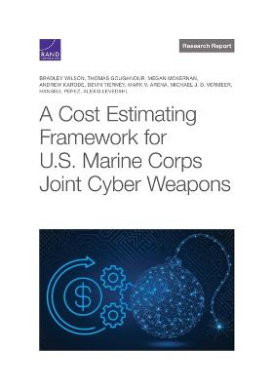 RAND
Research Report
BRADLEY WILSON, THOMAS GOUGHNOUR, MEGAN MCKERNAN,
ANDREW KARODE, DEVIN TIERNEY, MARK V. ARENA, MICHAEL J. D. VERMEER,
HANSELL PEREZ, ALEXIS LEVEDAHL
A Cost Estimating
Framework for
U.S. Marine Corps
Joint Cyber Weapons
$